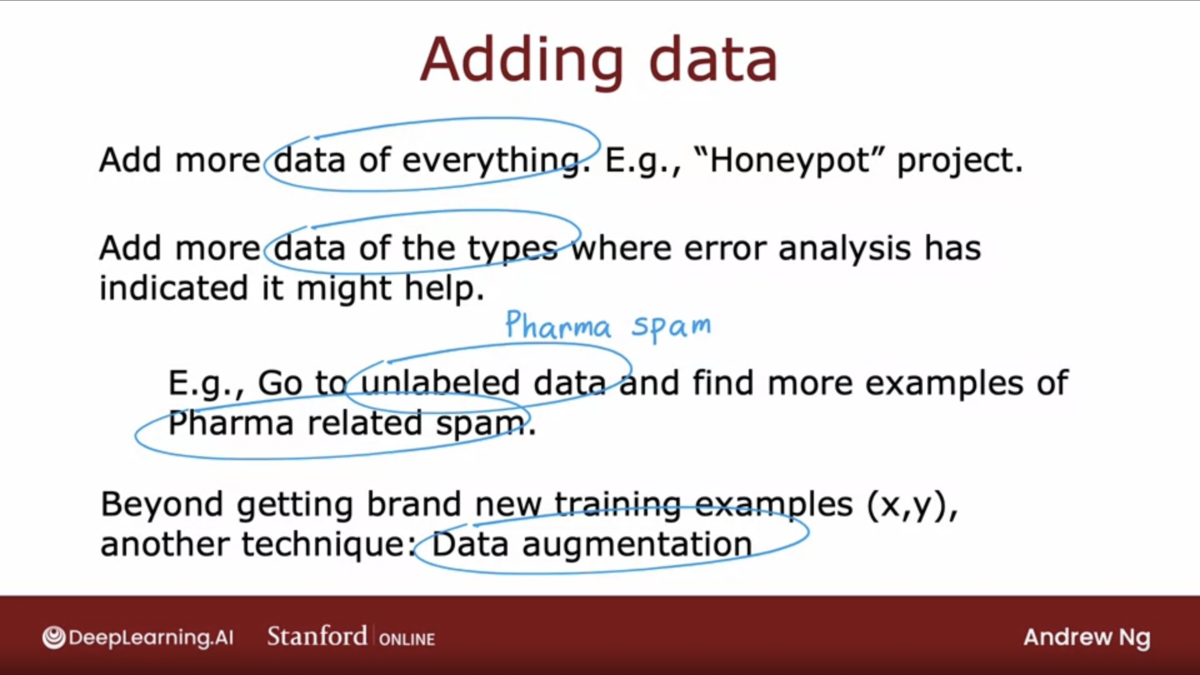 Adding data
Add more data of everything. E.g., “Honeypot” project.
Add more data of the types where error analysis has
indicated it might help.
Pharma spam
E.g., Go to unlabeled data and find more examples of
Pharma related spam.
Beyond getting brand new training examples (x,y),
another technique: Data augmentation
DeepLearning.AI Stanford ONLINE Andrew Ng